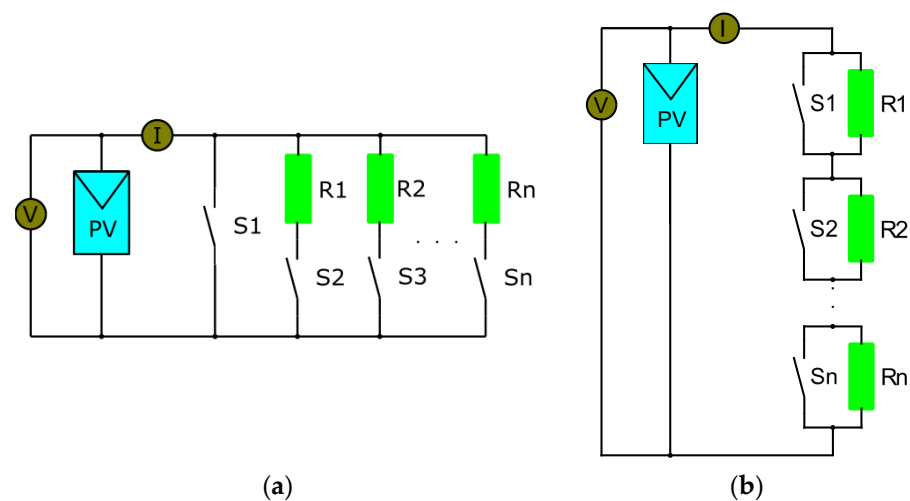 I
V
PV
S1
R1
R2
Rn
S2
S3
. . .
Sn
(a)
I
V
PV
S1
R1
S2
R2
Sn
Rn
(b)